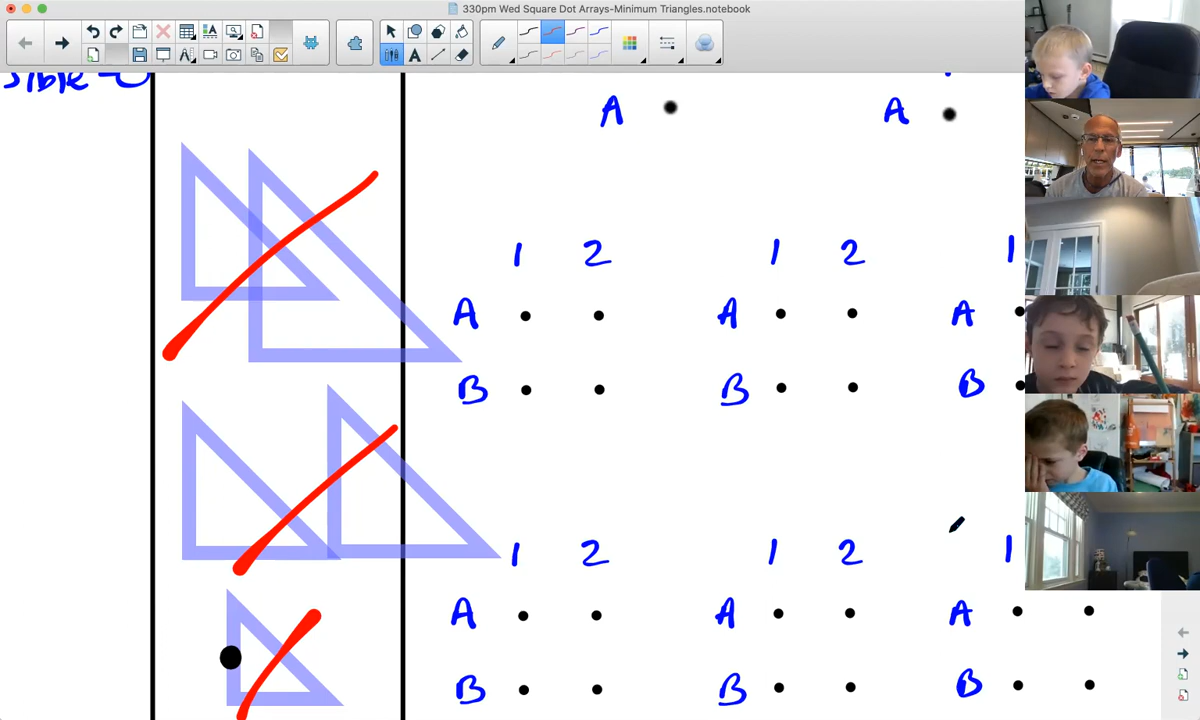 330pm Wed Square Dot Arrays-Minimum Triangles.notebook
A A
1 2 1 2 1
A A A
B B B
1 2 1 2 1
A A A
B B B